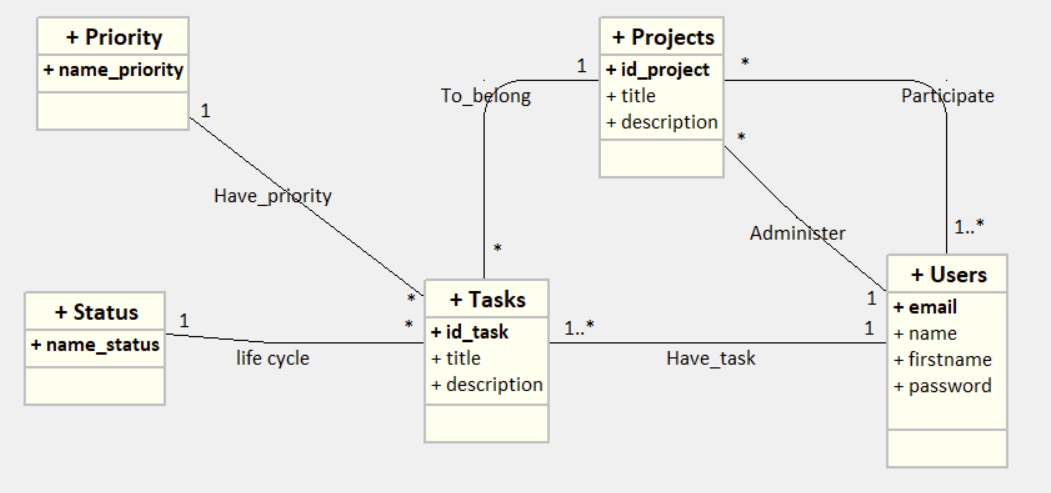 + Priority
+ name_priority
1
Have_priority
*
+ Projects
+ id_project
+ title
+ description
1
To_belong
*
*
Participate
1..*
*
Administer
1
+ Status
+ name_status
1
life cycle
*
+ Tasks
+ id_task
+ title
+ description
1..*
Have_task
1
+ Users
+ email
+ name
+ firstname
+ password